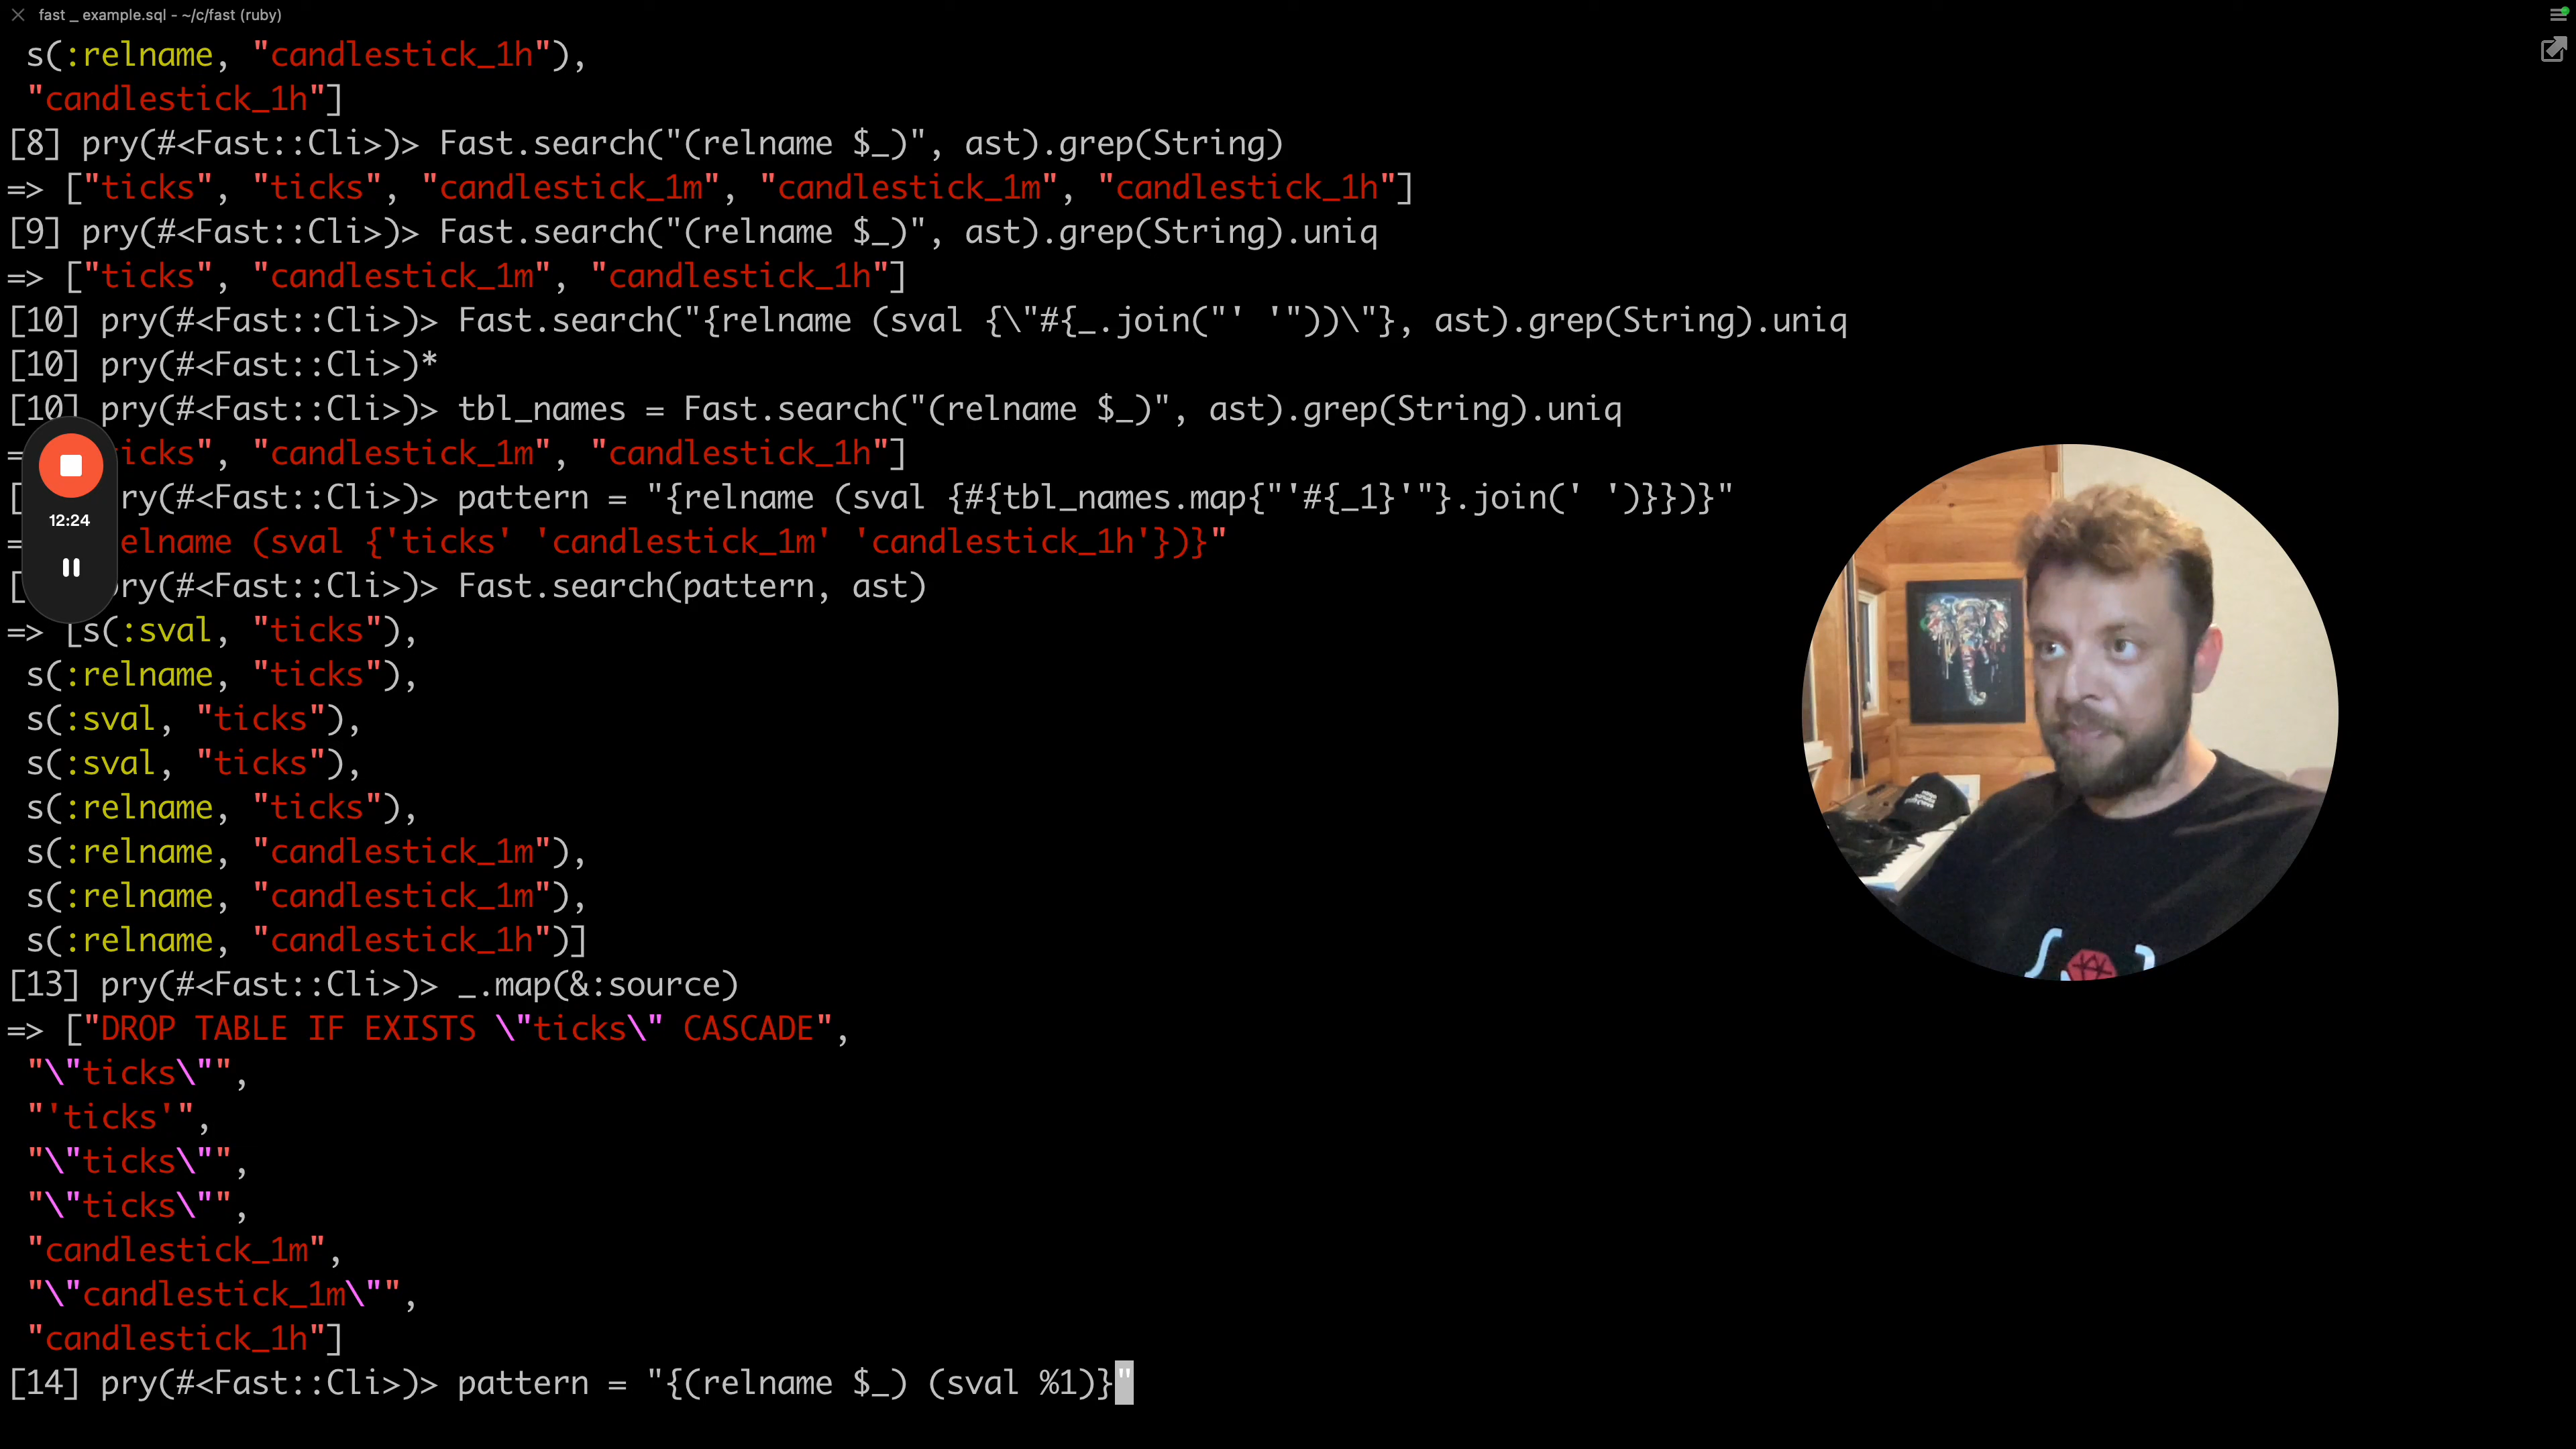 fast _ example.sql - ~/c/fast (ruby)
s(:relname, "candlestick_1h"),
"candlestick_1h"]
[8] pry(#<Fast::Cli>)> Fast.search("(relname $_)", ast).grep(String)
=> ["ticks", "ticks", "candlestick_1m", "candlestick_1m", "candlestick_1h"]
[9] pry(#<Fast::Cli>)> Fast.search("(relname $_)", ast).grep(String).uniq
=> ["ticks", "candlestick_1m", "candlestick_1h"]
[10] pry(#<Fast::Cli>)> Fast.search("{relname (sval {\"#{_.join("' '"))\"}, ast).grep(String).uniq
[10] pry(#<Fast::Cli>)*
[10] pry(#<Fast::Cli>)> tbl_names = Fast.search("(relname $_)", ast).grep(String).uniq
icks", "candlestick_1m", "candlestick_1h"]
ry(#<Fast::Cli>)> pattern = "{relname (sval {#{tbl_names.map{"'#{_1}'"}.join(' ')}})}"
12:24
elname (sval {'ticks' 'candlestick_1m' 'candlestick_1h'})}"
ry(#<Fast::Cli>)> Fast.search(pattern, ast)
=> [s(:sval, "ticks"),
s(:relname, "ticks"),
s(:sval, "ticks"),
s(:sval, "ticks"),
s(:relname, "ticks"),
s(:relname, "candlestick_1m"),
s(:relname, "candlestick_1m"),
s(:relname, "candlestick_1h")]
[13] pry(#<Fast::Cli>)> _.map(&:source)
=> ["DROP TABLE IF EXISTS \"ticks\" CASCADE",
"\"ticks\"",
"'ticks'",
"\"ticks\"",
"\"ticks\"",
"candlestick_1m",
"\"candlestick_1m\"",
"candlestick_1h"]
[14] pry(#<Fast::Cli>)> pattern = "{(relname $_) (sval %1)}"